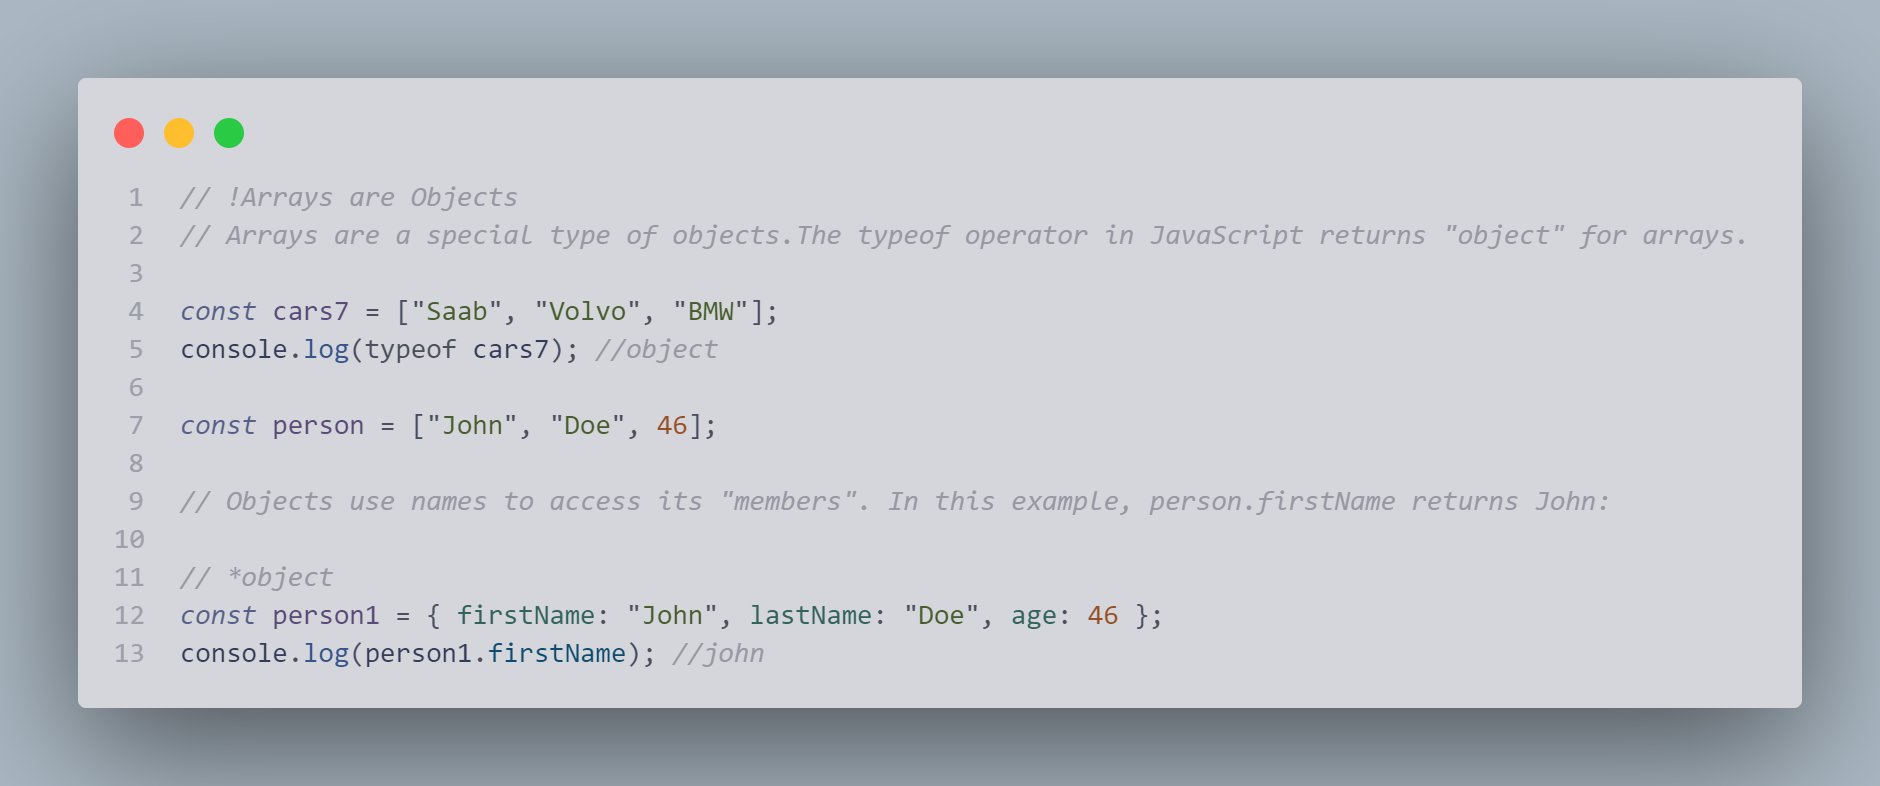 1 // !Arrays are Objects
2 // Arrays are a special type of objects.The typeof operator in JavaScript returns "object" for arrays.
3
4 const cars7 = ["Saab", "Volvo", "BMW"];
5 console.log(typeof cars7); //object
6
7 const person = ["John", "Doe", 46];
8
9 // Objects use names to access its "members". In this example, person.firstName returns John:
10
11 // *object
12 const person1 = { firstName: "John", lastName: "Doe", age: 46 };
13 console.log(person1.firstName); //john